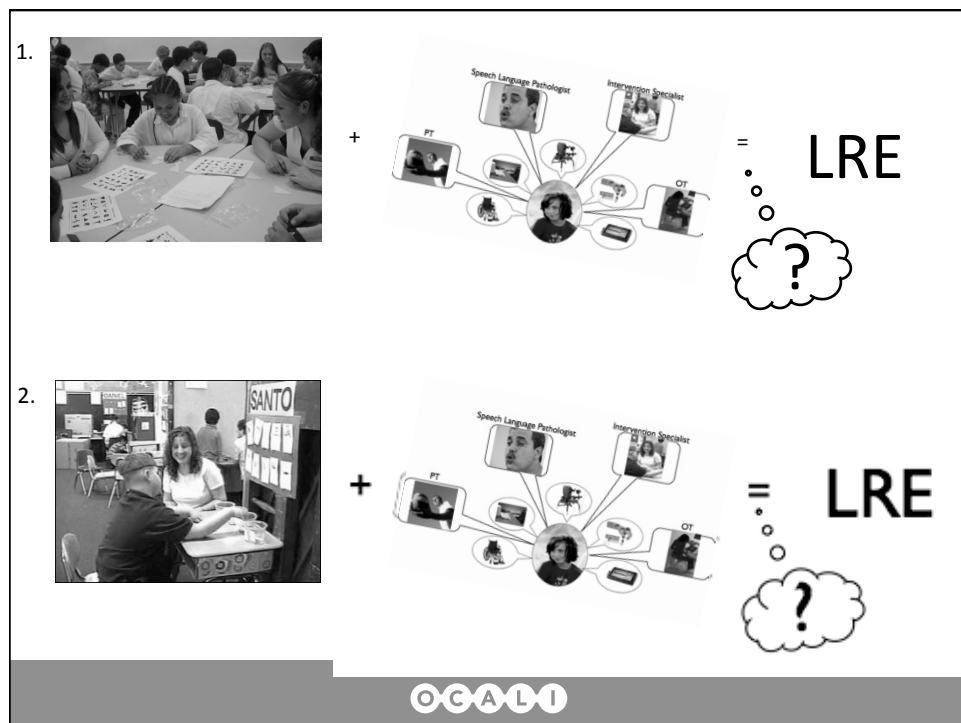 1.
Speech Language Pathologist
Intervention Specialist
PT
OT
+
=
LRE
?
2.
DANIEL
SANTO
Speech Language Pathologist
Intervention Specialist
PT
OT
+
=
LRE
?
OCALI